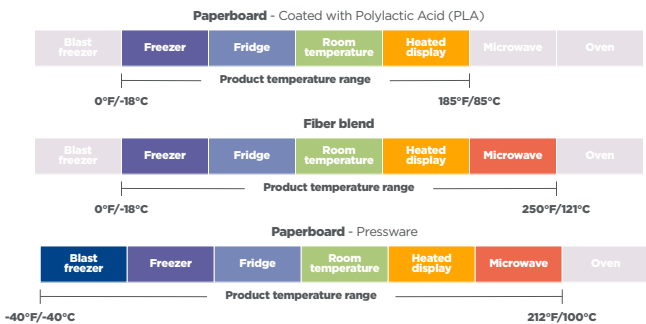 Paperboard - Coated with Polylactic Acid (PLA)
Blast freezer Freezer Fridge Room temperature Heated display Microwave Oven
Product temperature range
0°F/-18°C 185°F/85°C
Fiber blend
Blast freezer Freezer Fridge Room temperature Heated display Microwave Oven
Product temperature range
0°F/-18°C 250°F/121°C
Paperboard - Pressware
Blast freezer Freezer Fridge Room temperature Heated display Microwave Oven
Product temperature range
-40°F/-40°C 212°F/100°C